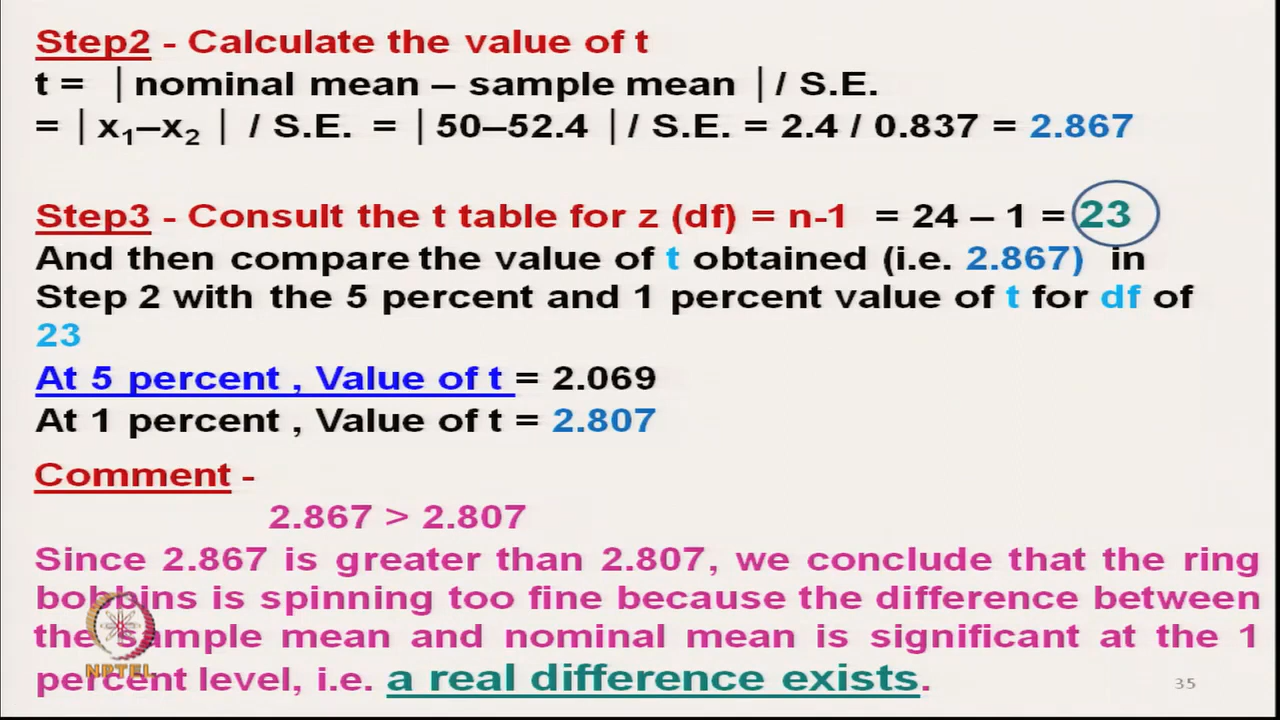 Step2 - Calculate the value of t
t = |nominal mean – sample mean |/ S.E.
= | x₁–x₂ | / S.E. = |50–52.4 |/ S.E. = 2.4 / 0.837 = 2.867
Step3 - Consult the t table for z (df) = n-1 = 24 – 1 = 23
And then compare the value of t obtained (i.e. 2.867) in
Step 2 with the 5 percent and 1 percent value of t for df of
23
At 5 percent , Value of t = 2.069
At 1 percent , Value of t = 2.807
Comment -
2.867 > 2.807
Since 2.867 is greater than 2.807, we conclude that the ring
bobbins is spinning too fine because the difference between
the sample mean and nominal mean is significant at the 1
percent level, i.e. a real difference exists.
NPTEL
35